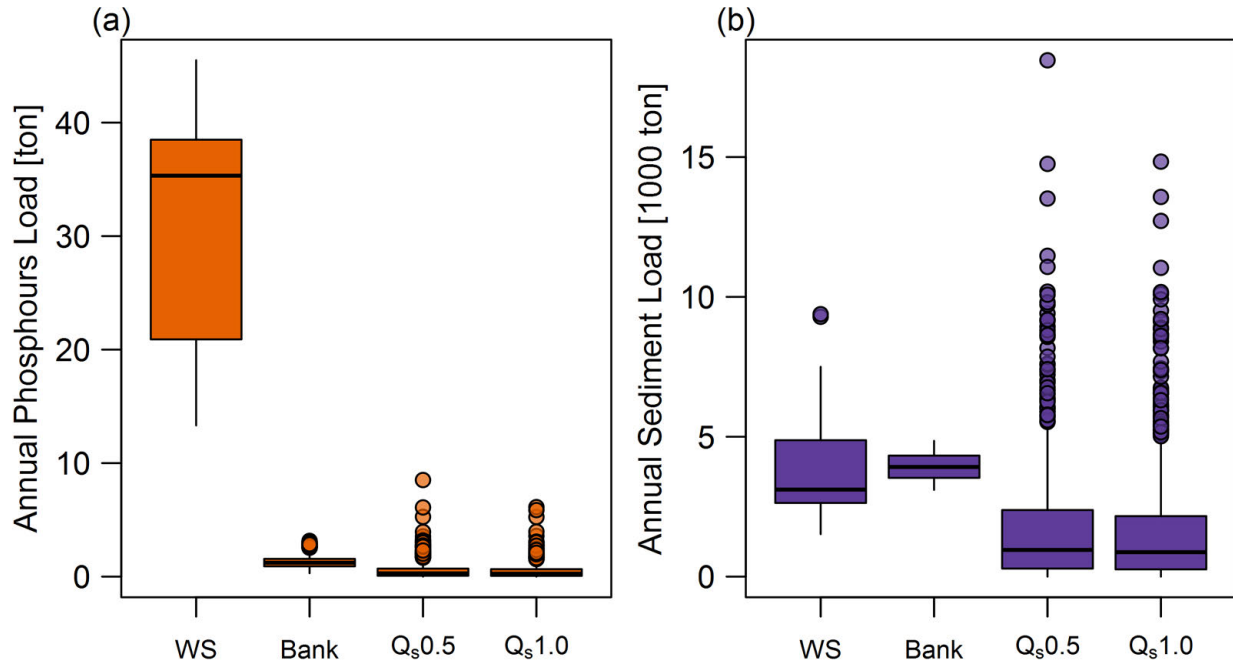 (a)
Annual Phosphours Load [ton]
40
30
20
10
0
WS Bank Qs0.5 Qs1.0
(b)
Annual Sediment Load [1000 ton]
15
10
5
0
WS Bank Qs0.5 Qs1.0